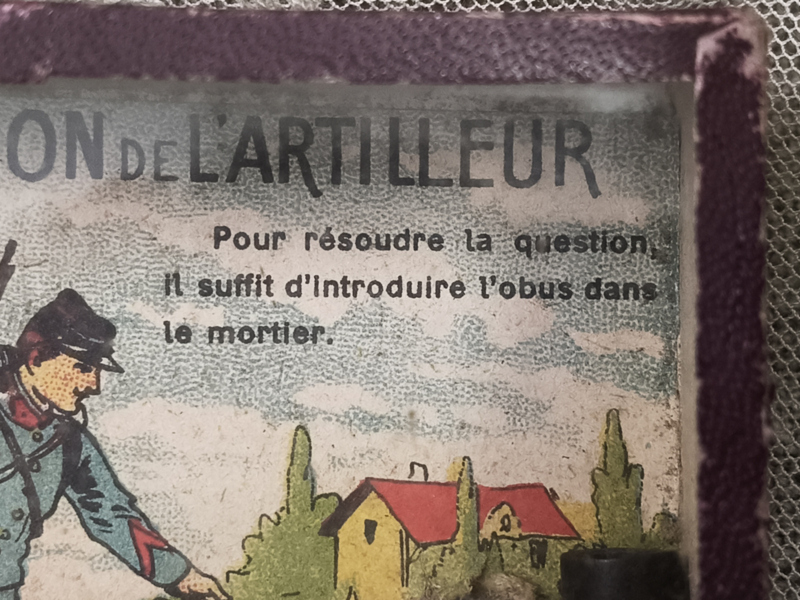 ON DE L'ARTILLEUR
Pour résoudre la question,
il suffit d'introduire l'obus dans
le mortier.